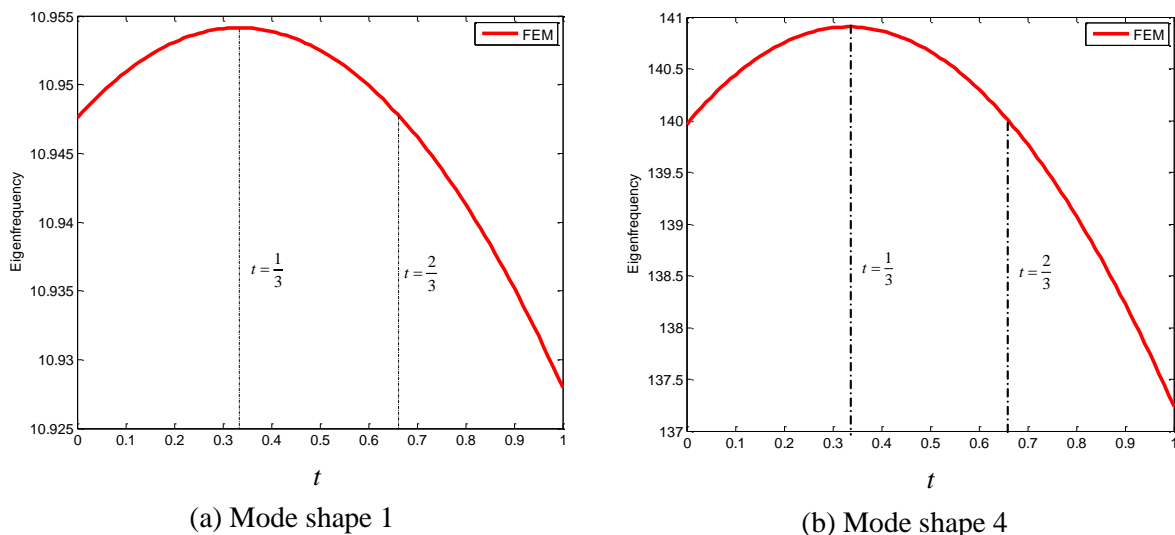 10.955
10.95
10.945
10.94
10.935
10.93
10.925
Eigenfrequency
FEM
t = 1/3
t = 2/3
0 0.1 0.2 0.3 0.4 0.5 0.6 0.7 0.8 0.9 1
t
(a) Mode shape 1
141
140.5
140
139.5
139
138.5
138
137.5
137
Eigenfrequency
FEM
t = 1/3
t = 2/3
0 0.1 0.2 0.3 0.4 0.5 0.6 0.7 0.8 0.9 1
t
(b) Mode shape 4